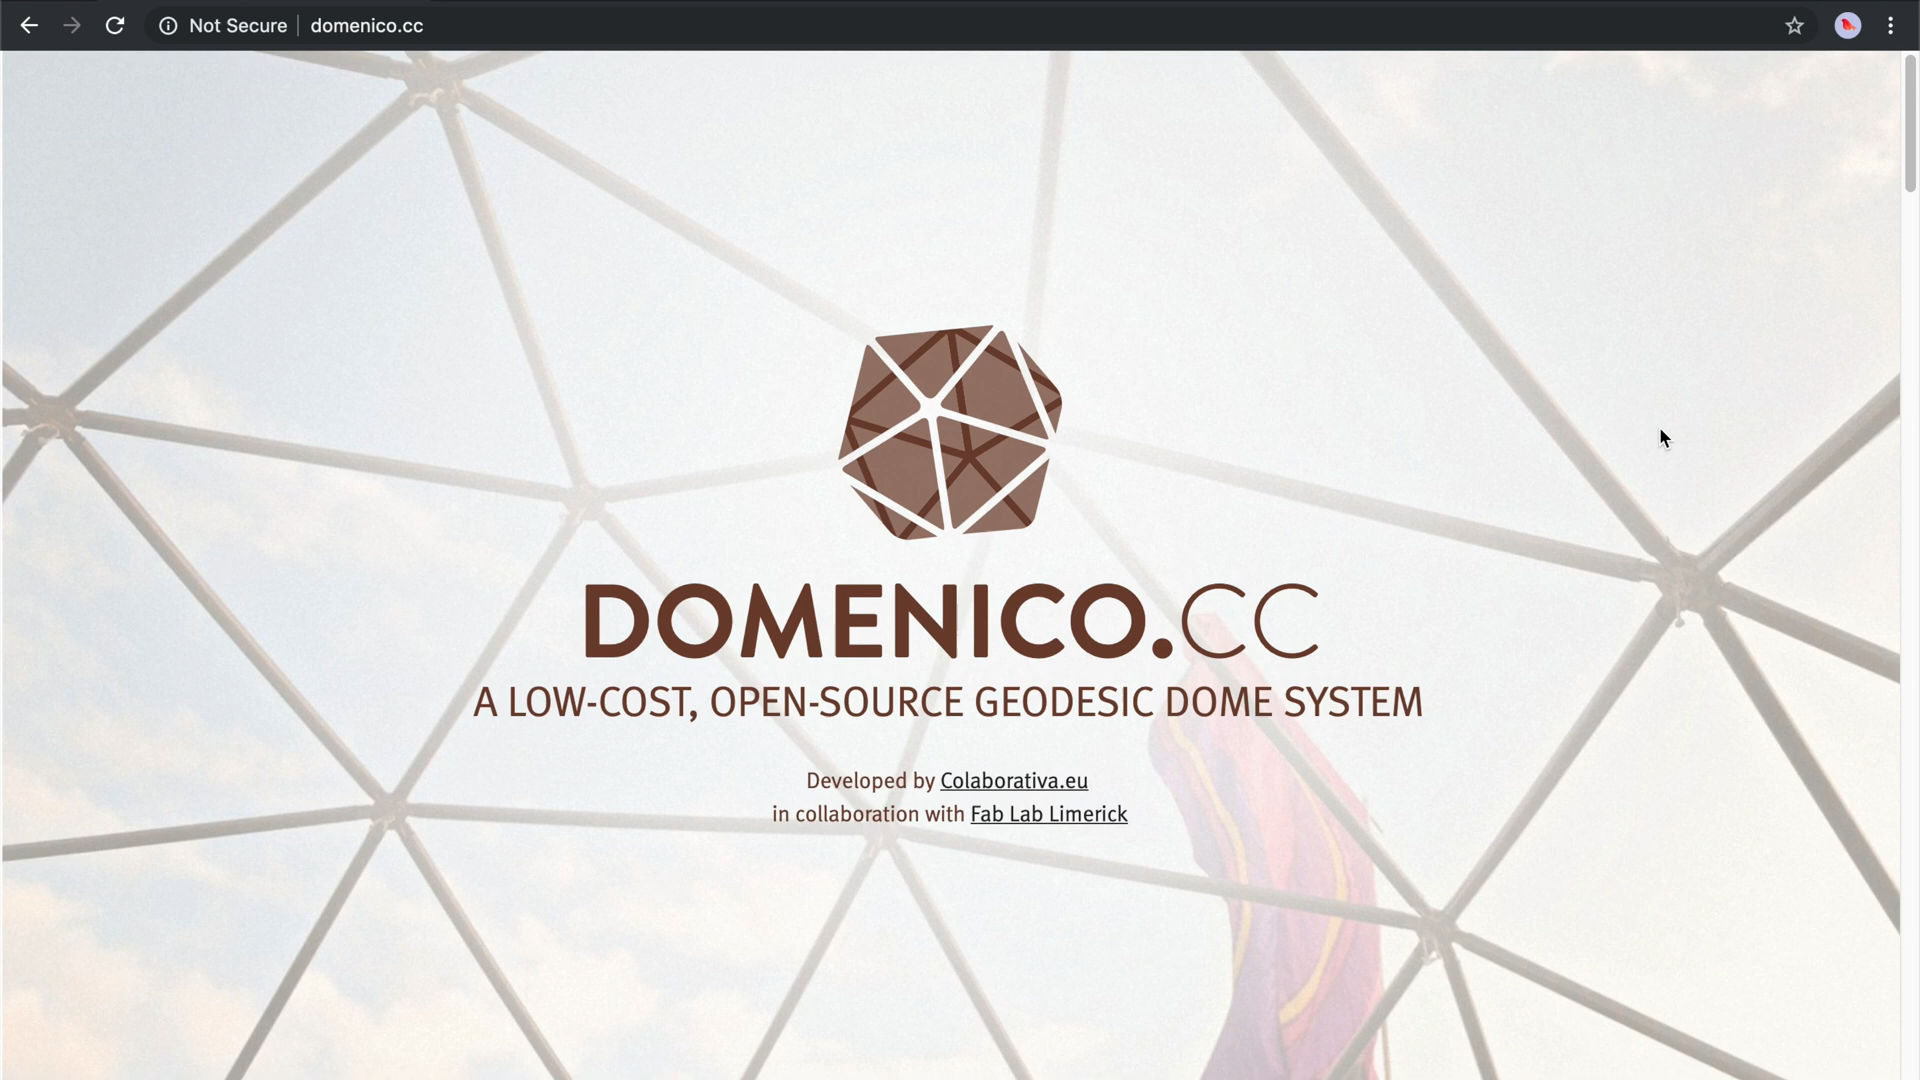 Not Secure domenico.cc
DOMENICO.CC
A LOW-COST, OPEN-SOURCE GEODESIC DOME SYSTEM
Developed by Colaborativa.eu
in collaboration with Fab Lab Limerick